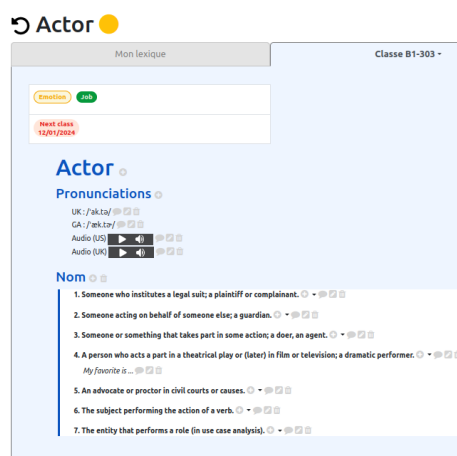 Actor
Mon lexique
Classe B1-303
Emotion Job
Next class
12/01/2024
Actor
Pronunciations
UK : /ˈak.tə/
GA : /ˈæk.tɚ/
Audio (US)
Audio (UK)
Nom
1. Someone who institutes a legal suit; a plaintiff or complainant.
2. Someone acting on behalf of someone else; a guardian.
3. Someone or something that takes part in some action; a doer, an agent.
4. A person who acts a part in a theatrical play or (later) in film or television; a dramatic performer.
My favorite is ...
5. An advocate or proctor in civil courts or causes.
6. The subject performing the action of a verb.
7. The entity that performs a role (in use case analysis).